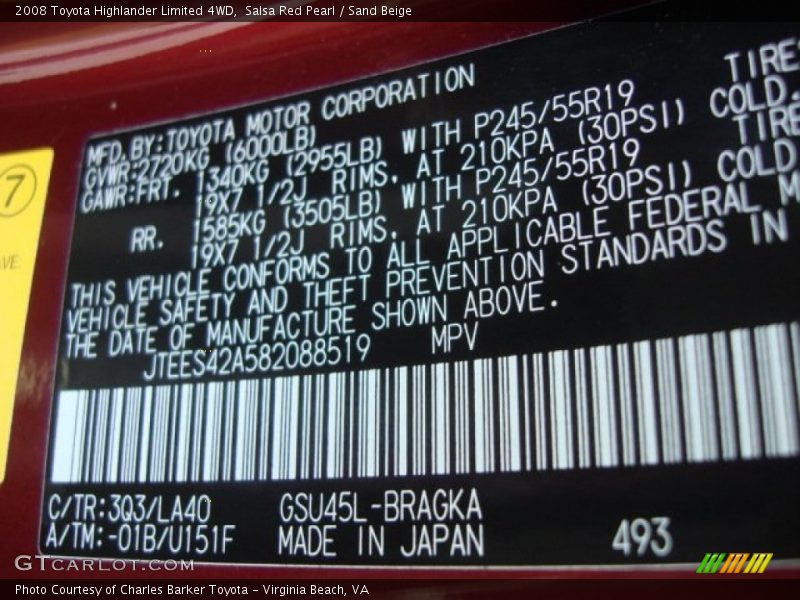 2008 Toyota Highlander Limited 4WD, Salsa Red Pearl / Sand Beige
7
AVE.
MFD.BY:TOYOTA MOTOR CORPORATION
GVWR:2720KG (6000LB)
GAWR:FRT. 1340KG (2955LB) WITH P245/55R19 TIRES
19X7 1/2J RIMS, AT 210KPA (30PSI) COLD.
RR. 1585KG (3505LB) WITH P245/55R19 TIRE
19X7 1/2J RIMS, AT 210KPA (30PSI) COLD
THIS VEHICLE CONFORMS TO ALL APPLICABLE FEDERAL M
VEHICLE SAFETY AND THEFT PREVENTION STANDARDS IN
THE DATE OF MANUFACTURE SHOWN ABOVE.
JTEES42A582088519 MPV
C/TR:3Q3/LA40 GSU45L-BRAGKA
A/TM:-01B/U151F MADE IN JAPAN 493
GTCARLOT.COM
Photo Courtesy of Charles Barker Toyota - Virginia Beach, VA